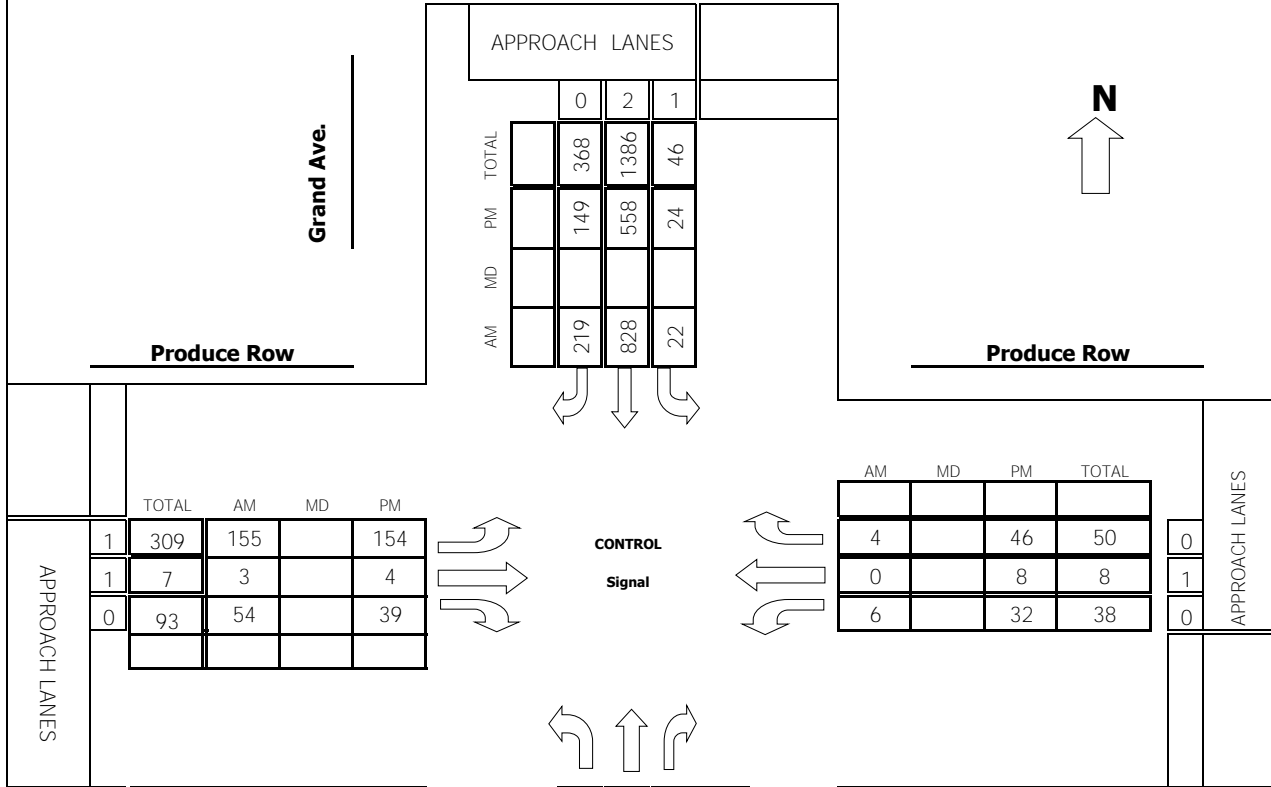 APPROACH LANES
0 2 1
N
Grand Ave.
TOTAL 368 1386 46
PM 149 558 24
MD
AM 219 828 22
Produce Row
Produce Row
AM MD PM TOTAL
4 46 50 0
0 8 8 1
6 32 38 0
APPROACH LANES
TOTAL AM MD PM
1 309 155 154
1 7 3 4
0 93 54 39
APPROACH LANES
CONTROL
Signal